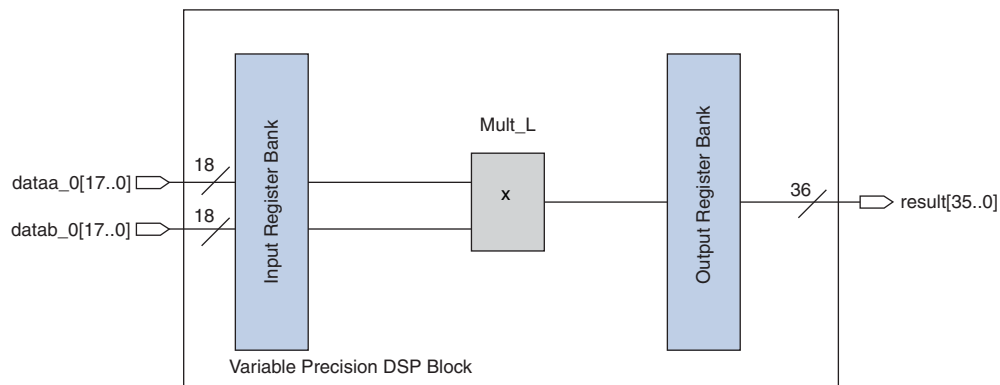 Mult_L
Input Register Bank
Output Register Bank
dataa_0[17..0]
18
x
36
result[35..0]
datab_0[17..0]
18
Variable Precision DSP Block